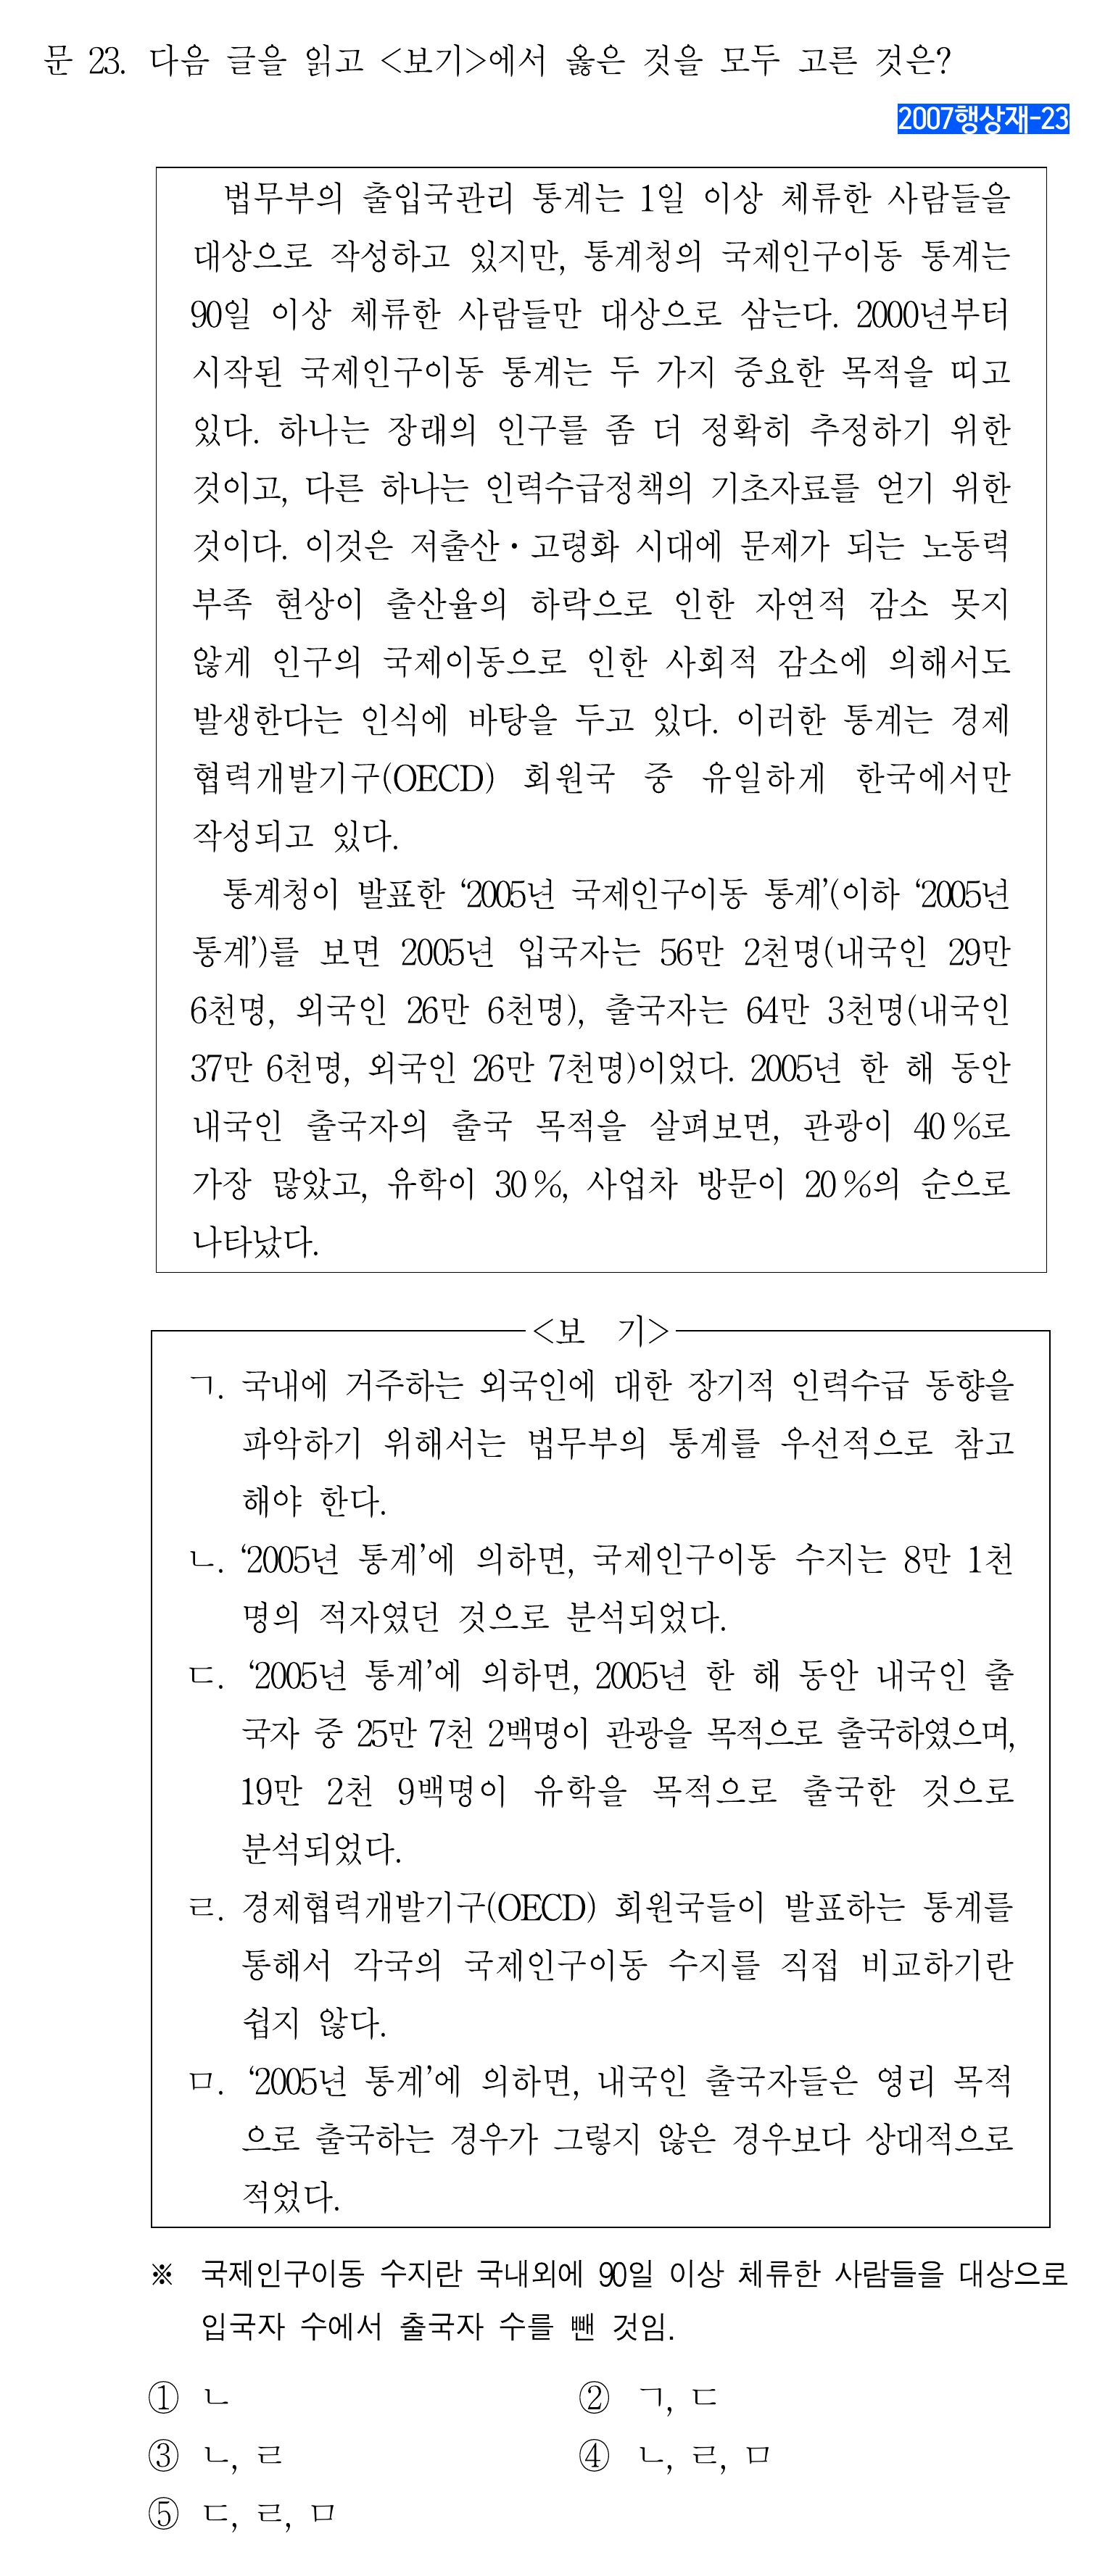 문 23. 다음 글을 읽고 <보기>에서 옳은 것을 모두 고른 것은?
2007행상재-23
법무부의 출입국관리 통계는 1일 이상 체류한 사람들을
대상으로 작성하고 있지만, 통계청의 국제인구이동 통계는
90일 이상 체류한 사람들만 대상으로 삼는다. 2000년부터
시작된 국제인구이동 통계는 두 가지 중요한 목적을 띠고
있다. 하나는 장래의 인구를 좀 더 정확히 추정하기 위한
것이고, 다른 하나는 인력수급정책의 기초자료를 얻기 위한
것이다. 이것은 저출산·고령화 시대에 문제가 되는 노동력
부족 현상이 출산율의 하락으로 인한 자연적 감소 못지
않게 인구의 국제이동으로 인한 사회적 감소에 의해서도
발생한다는 인식에 바탕을 두고 있다. 이러한 통계는 경제
협력개발기구(OECD) 회원국 중 유일하게 한국에서만
작성되고 있다.
통계청이 발표한 ‘2005년 국제인구이동 통계’(이하 ‘2005년
통계’)를 보면 2005년 입국자는 56만 2천명(내국인 29만
6천명, 외국인 26만 6천명), 출국자는 64만 3천명(내국인
37만 6천명, 외국인 26만 7천명)이었다. 2005년 한 해 동안
내국인 출국자의 출국 목적을 살펴보면, 관광이 40%로
가장 많았고, 유학이 30%, 사업차 방문이 20%의 순으로
나타났다.
<보 기>
ㄱ. 국내에 거주하는 외국인에 대한 장기적 인력수급 동향을
파악하기 위해서는 법무부의 통계를 우선적으로 참고
해야 한다.
ㄴ. ‘2005년 통계’에 의하면, 국제인구이동 수지는 8만 1천
명의 적자였던 것으로 분석되었다.
ㄷ. ‘2005년 통계’에 의하면, 2005년 한 해 동안 내국인 출
국자 중 25만 7천 2백명이 관광을 목적으로 출국하였으며,
19만 2천 9백명이 유학을 목적으로 출국한 것으로
분석되었다.
ㄹ. 경제협력개발기구(OECD) 회원국들이 발표하는 통계를
통해서 각국의 국제인구이동 수지를 직접 비교하기란
쉽지 않다.
ㅁ. ‘2005년 통계’에 의하면, 내국인 출국자들은 영리 목적
으로 출국하는 경우가 그렇지 않은 경우보다 상대적으로
적었다.
※ 국제인구이동 수지란 국내외에 90일 이상 체류한 사람들을 대상으로
입국자 수에서 출국자 수를 뺀 것임.
① ㄴ ② ㄱ, ㄷ
③ ㄴ, ㄹ ④ ㄴ, ㄹ, ㅁ
⑤ ㄷ, ㄹ, ㅁ